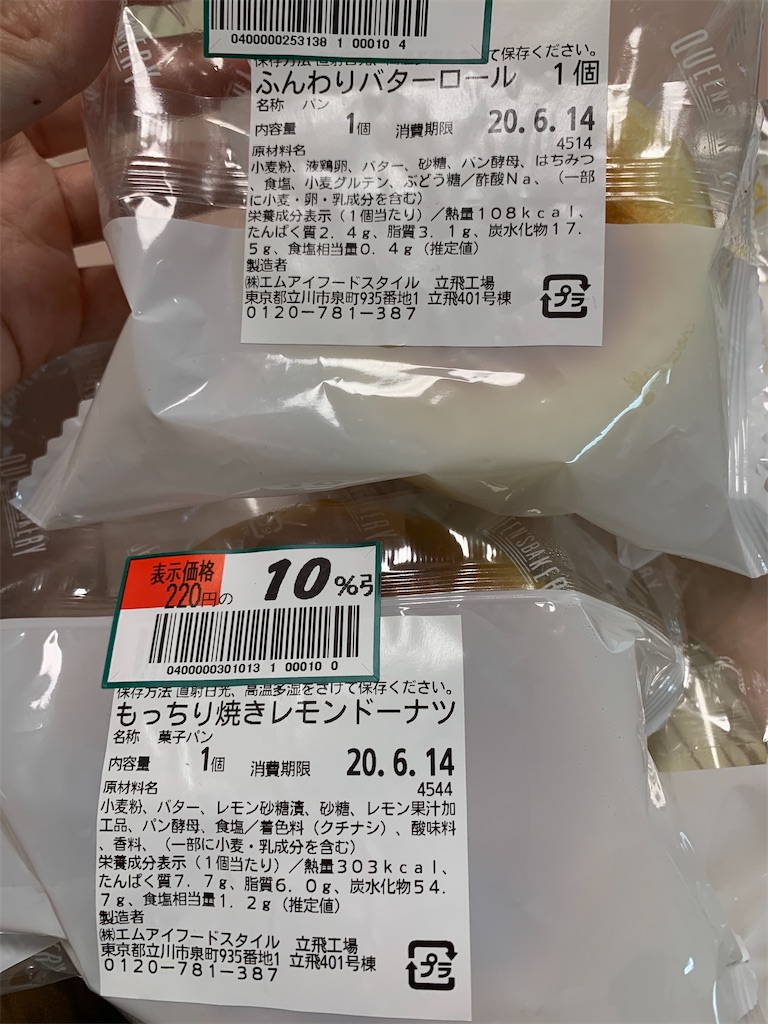 0400000253138 1 00010 4
保存方法 直射日光、
て保存ください。
QUEEN'S
ふんわりバターロール 1個
名称 パン
内容量 1個 消費期限 20.6.14
原材料名 4514
小麦粉、液鶏卵、バター、砂糖、パン酵母、はちみつ
、食塩、小麦グルテン、ぶどう糖／酢酸Ｎａ、（一部
に小麦・卵・乳成分を含む）
栄養成分表示（１個当たり）／熱量１０８ｋｃａｌ、
たんぱく質２．４ｇ、脂質３．１ｇ、炭水化物１７．
５ｇ、食塩相当量０．４ｇ（推定値）
製造者
㈱エムアイフードスタイル 立飛工場
東京都立川市泉町935番地1 立飛401号棟
０１２０－７８１－３８７
プラ
表示価格
220円の 10%引
0400000301013 1 00010 0
保存方法 直射日光、高温多湿をさけて保存ください。
もっちり焼きレモンドーナツ
名称 菓子パン
内容量 1個 消費期限 20.6.14
原材料名 4544
小麦粉、バター、レモン砂糖漬、砂糖、レモン果汁加
工品、パン酵母、食塩／着色料（クチナシ）、酸味料
、香料、（一部に小麦・乳成分を含む）
栄養成分表示（１個当たり）／熱量３０３ｋｃａｌ、
たんぱく質７．７ｇ、脂質６．０ｇ、炭水化物５４．
７ｇ、食塩相当量１．２ｇ（推定値）
製造者
㈱エムアイフードスタイル 立飛工場
東京都立川市泉町935番地1 立飛401号棟
０１２０－７８１－３８７
プラ